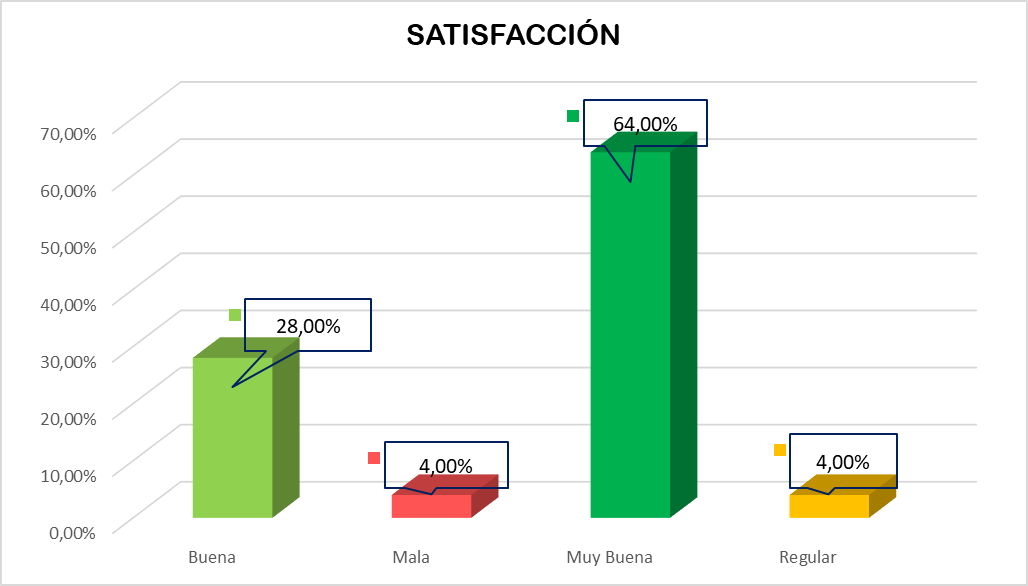 SATISFACCIÓN
70,00%
60,00%
50,00%
40,00%
30,00%
20,00%
10,00%
0,00%
28,00%
4,00%
64,00%
4,00%
Buena
Mala
Muy Buena
Regular